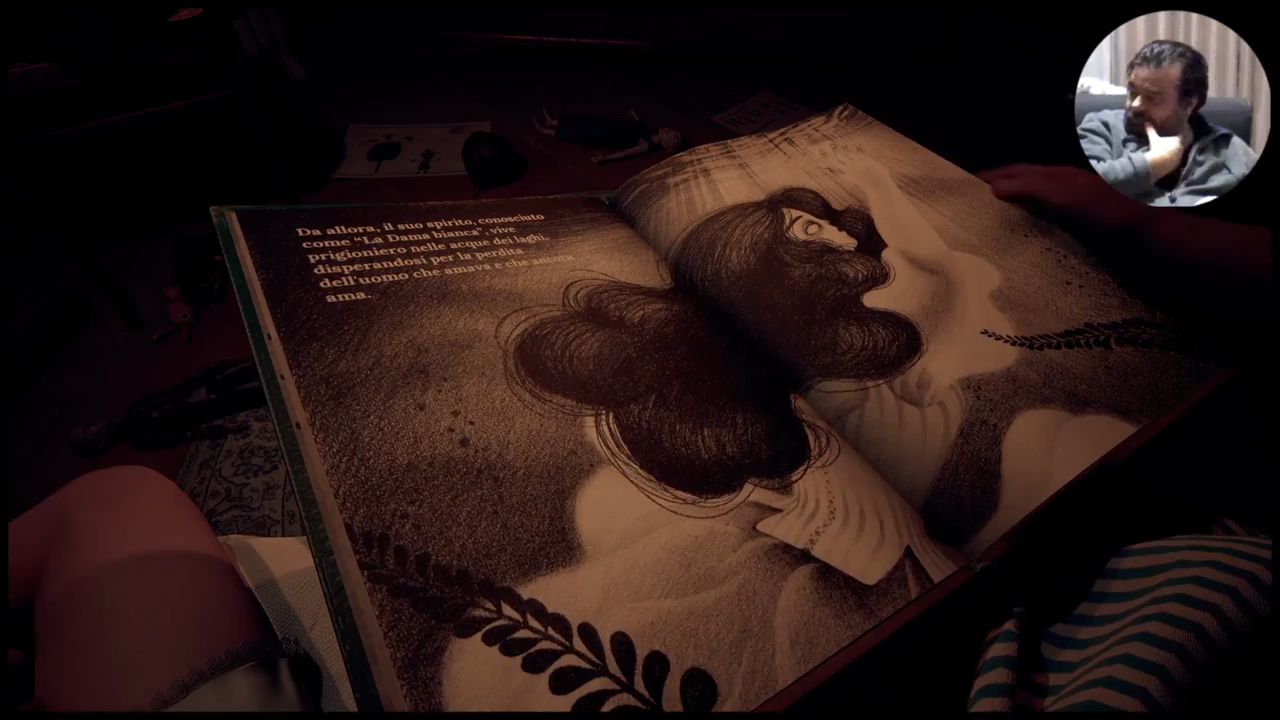 Da allora, il suo spirito, conosciuto
come “La Dama bianca”, vive
prigioniero nelle acque dei laghi,
disperandosi per la perdita
dell'uomo che amava e che ancora
ama.